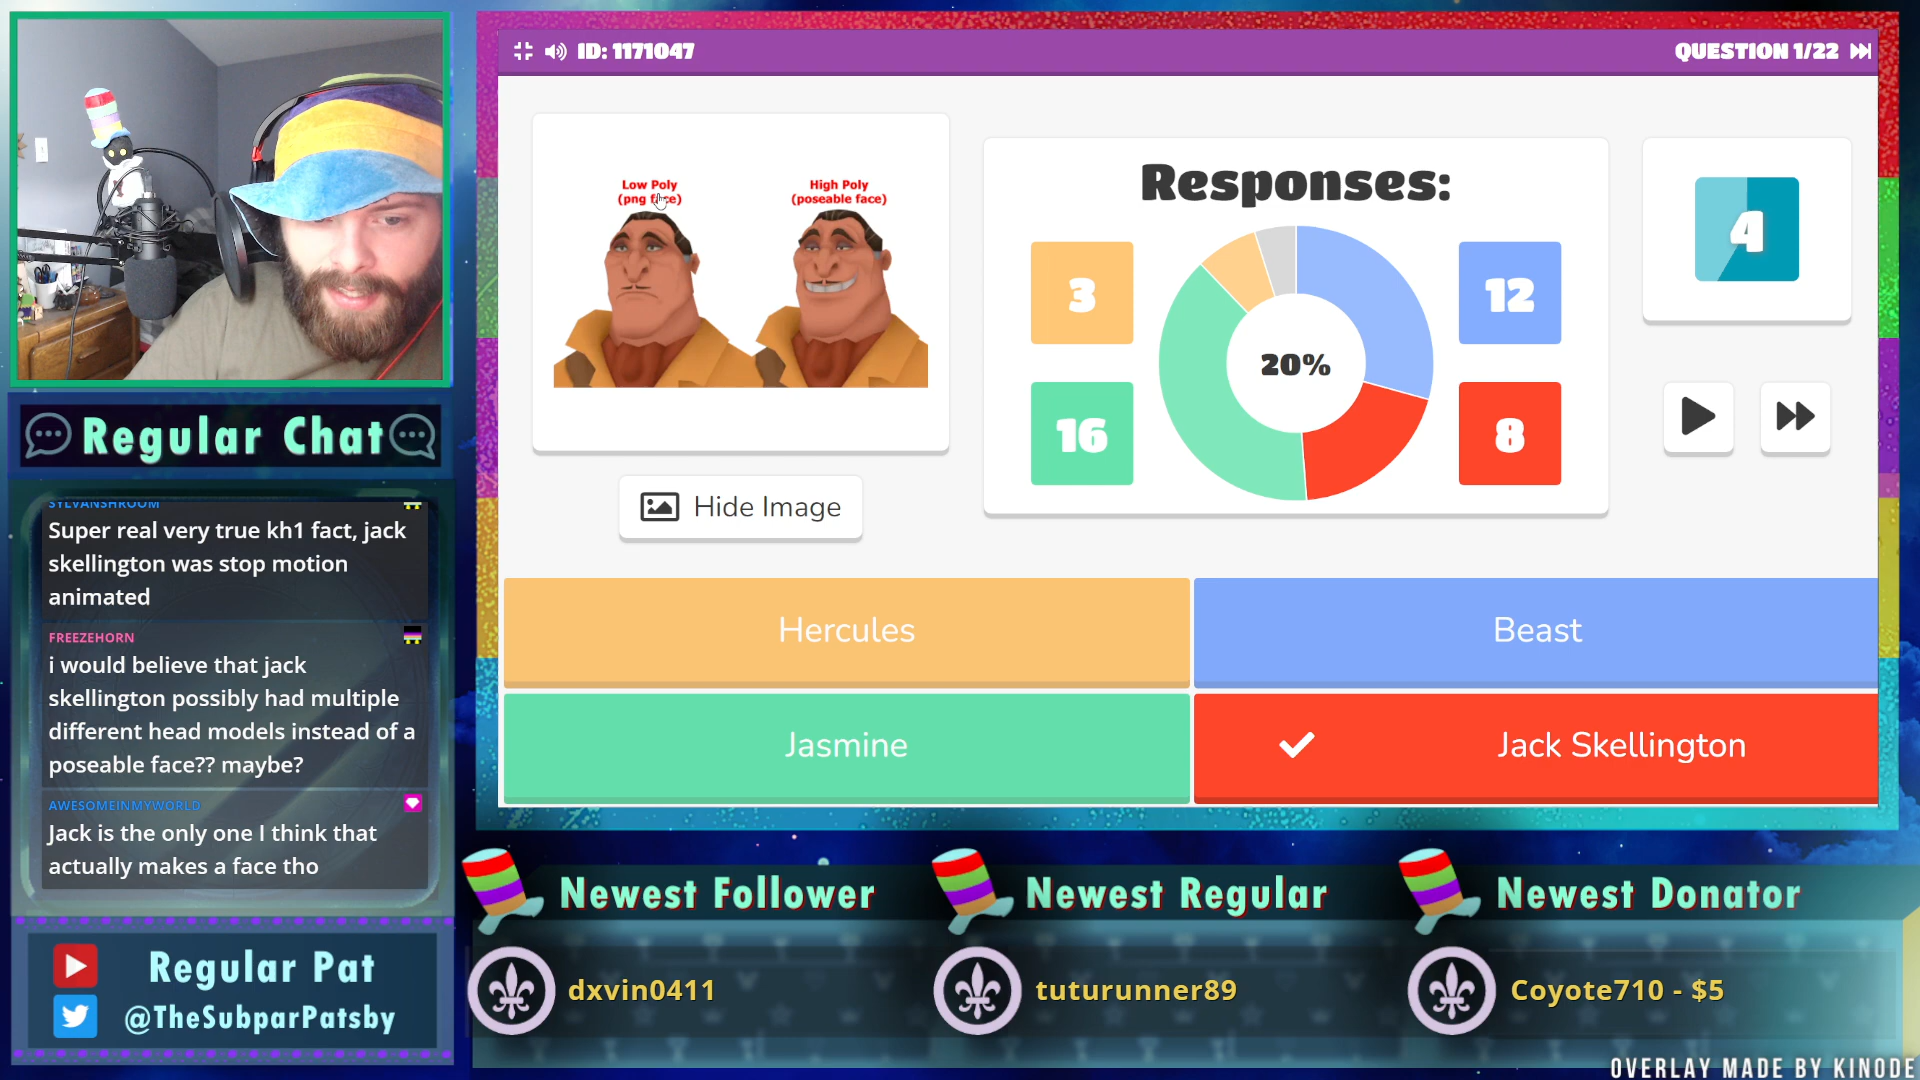 ID: 1171047
QUESTION 1/22
Low Poly
(png face)
High Poly
(poseable face)
Responses:
3
12
16
8
20%
4
Hide Image
Hercules
Beast
Jasmine
Jack Skellington
Regular Chat
SYLVANSHROOM
Super real very true kh1 fact, jack
skellington was stop motion
animated
FREEZEHORN
i would believe that jack
skellington possibly had multiple
different head models instead of a
poseable face?? maybe?
AWESOMEINMYWORLD
Jack is the only one I think that
actually makes a face tho
Regular Pat
@TheSubparPatsby
Newest Follower
dxvin0411
Newest Regular
tuturunner89
Newest Donator
Coyote710 - $5
OVERLAY MADE BY KINODE